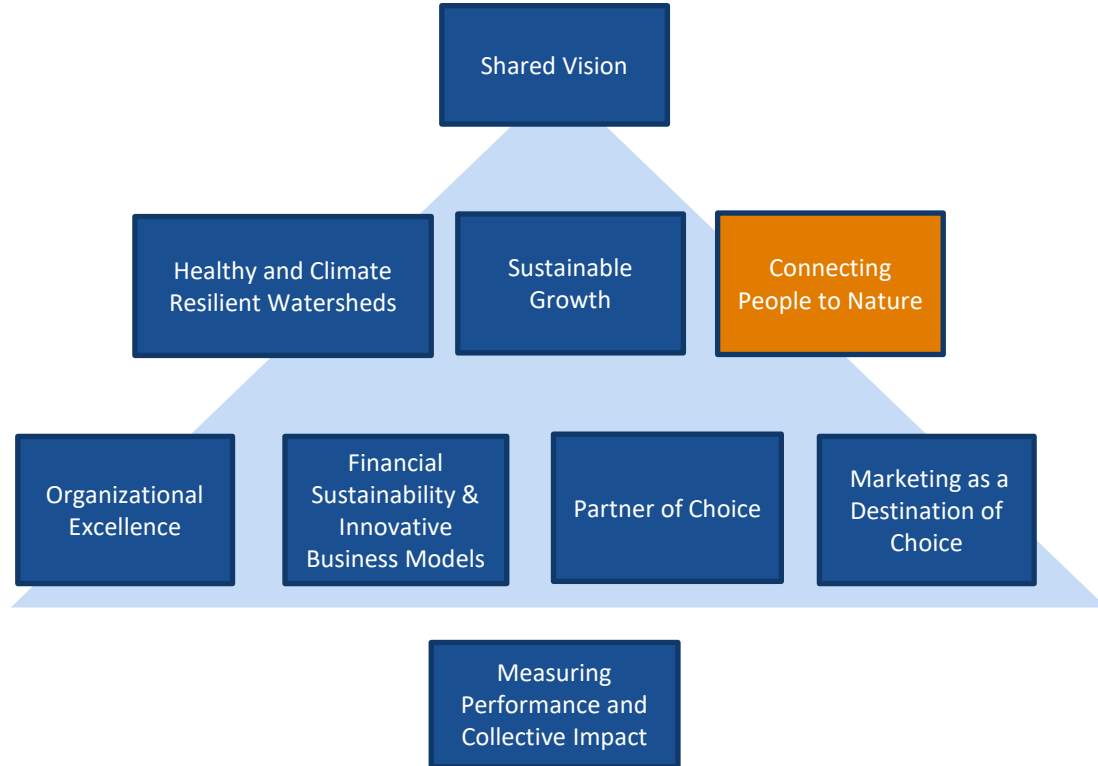 Shared Vision
Healthy and Climate
Resilient Watersheds
Sustainable
Growth
Connecting
People to Nature
Organizational
Excellence
Financial
Sustainability &
Innovative
Business Models
Partner of Choice
Marketing as a
Destination of
Choice
Measuring
Performance and
Collective Impact